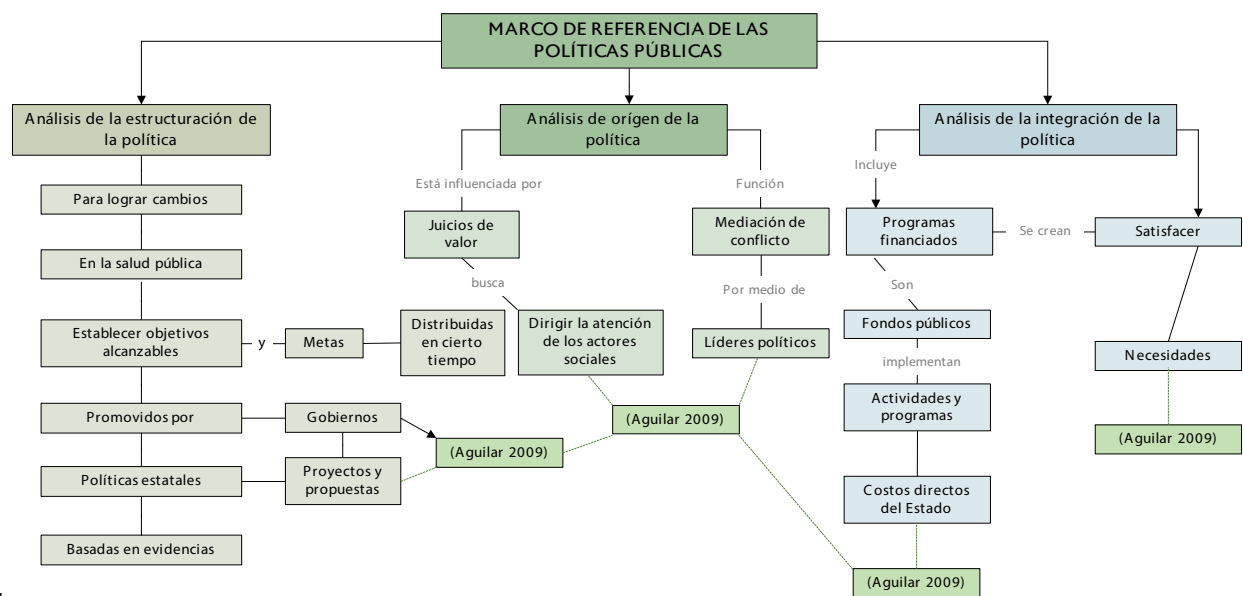 MARCO DE REFERENCIA DE LAS
POLÍTICAS PÚBLICAS
Análisis de la estructuración de
la política
Para lograr cambios
En la salud pública
Establecer objetivos
alcanzables
y
Metas
Distribuidas
en cierto
tiempo
Promovidos por
Gobiernos
Políticas estatales
Proyectos y
propuestas
(Aguilar 2009)
Basadas en evidencias
Análisis de orígen de la
política
Está influenciada por
Juicios de
valor
busca
Dirigir la atención
de los actores
sociales
Función
Mediación de
conflicto
Por medio de
Líderes políticos
(Aguilar 2009)
Análisis de la integración de la
política
Incluye
Programas
financiados
Se crean
Satisfacer
Son
Fondos públicos
implementan
Actividades y
programas
Costos directos
del Estado
(Aguilar 2009)
Necesidades
(Aguilar 2009)
.